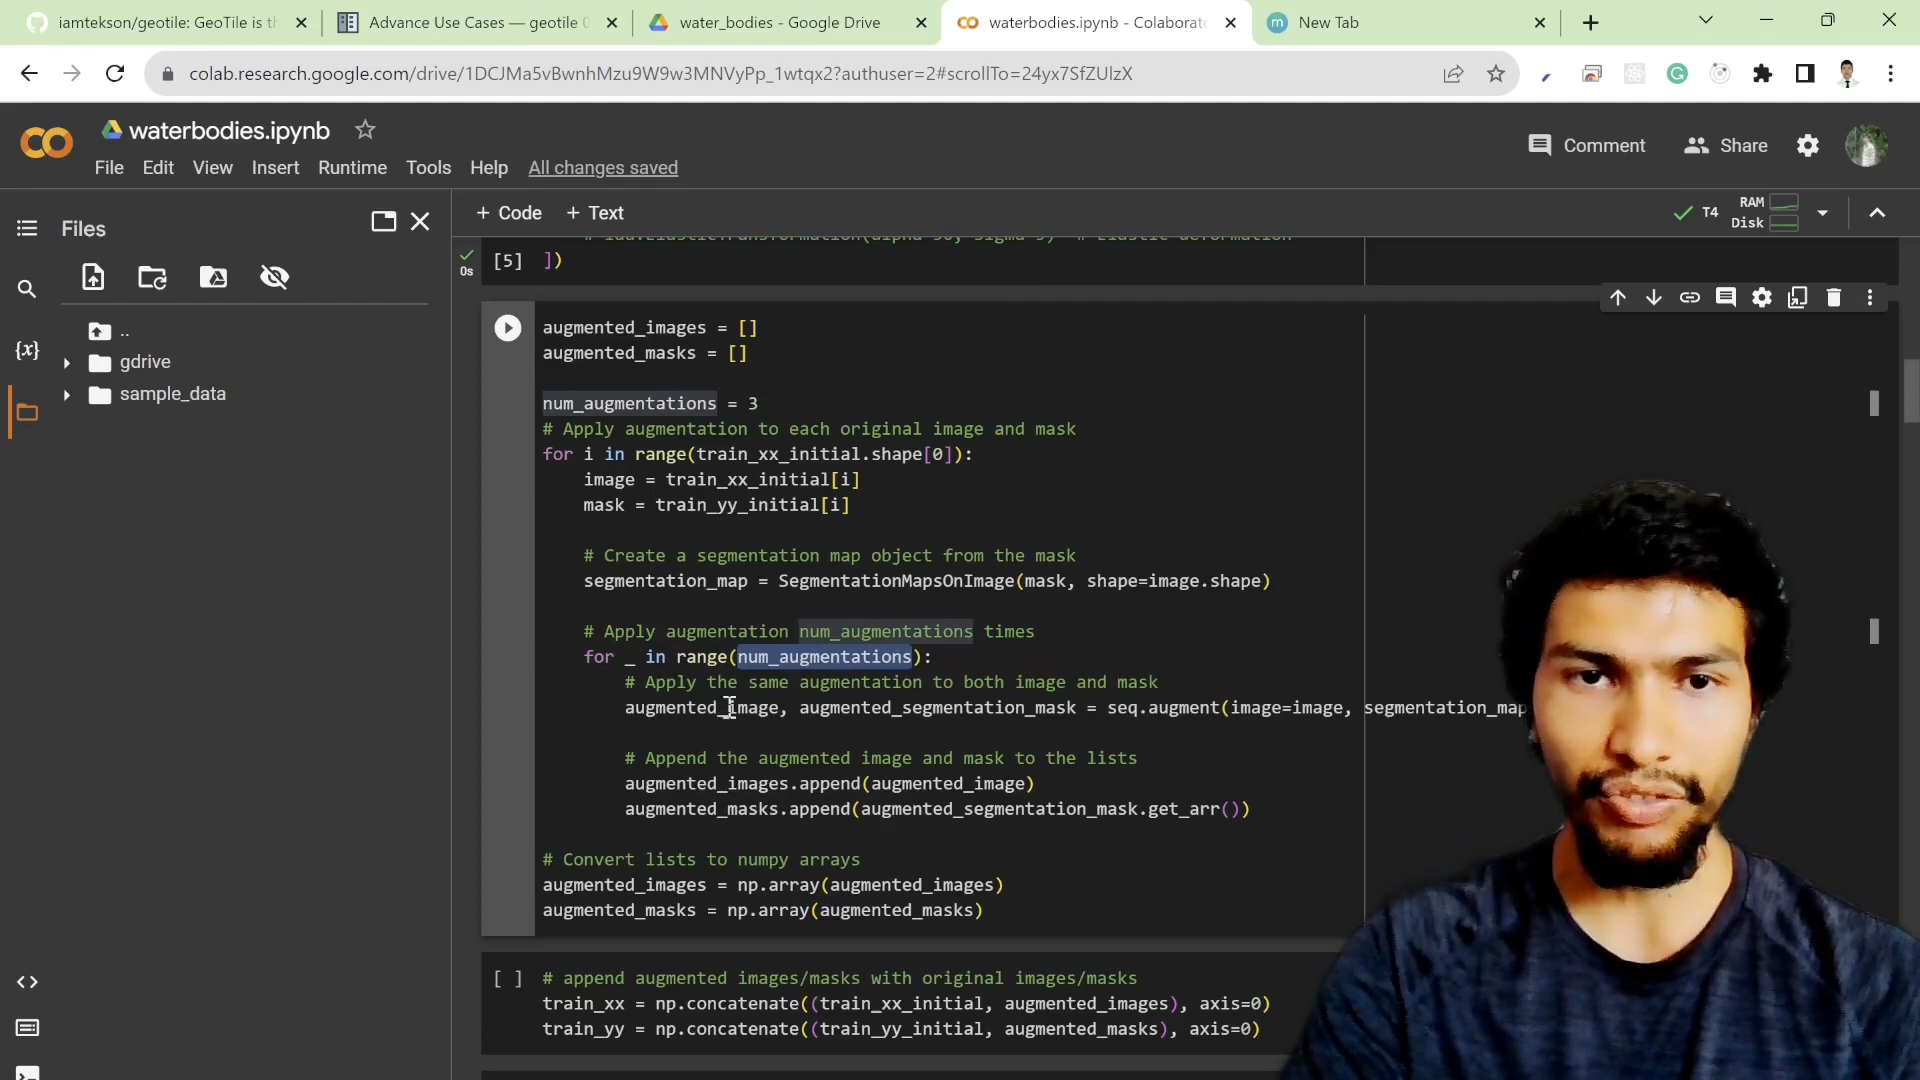 iamtekson/geotile: GeoTile is th
Advance Use Cases — geotile 0
water_bodies - Google Drive
waterbodies.ipynb - Colaborato
New Tab
colab.research.google.com/drive/1DCJMa5vBwnhMzu9W9w3MNVyPp_1wtqx2?authuser=2#scrollTo=24yx7SfZUlzX
waterbodies.ipynb
Comment
Share
File Edit View Insert Runtime Tools Help All changes saved
Files
+ Code + Text
T4
RAM
Disk
..
gdrive
sample_data
{x}
0s
[5] ])
augmented_images = []
augmented_masks = []
num_augmentations = 3
# Apply augmentation to each original image and mask
for i in range(train_xx_initial.shape[0]):
image = train_xx_initial[i]
mask = train_yy_initial[i]
# Create a segmentation map object from the mask
segmentation_map = SegmentationMapsOnImage(mask, shape=image.shape)
# Apply augmentation num_augmentations times
for _ in range(num_augmentations):
# Apply the same augmentation to both image and mask
augmented_image, augmented_segmentation_mask = seq.augment(image=image, segmentation_map
# Append the augmented image and mask to the lists
augmented_images.append(augmented_image)
augmented_masks.append(augmented_segmentation_mask.get_arr())
# Convert lists to numpy arrays
augmented_images = np.array(augmented_images)
augmented_masks = np.array(augmented_masks)
[ ] # append augmented images/masks with original images/masks
train_xx = np.concatenate((train_xx_initial, augmented_images), axis=0)
train_yy = np.concatenate((train_yy_initial, augmented_masks), axis=0)